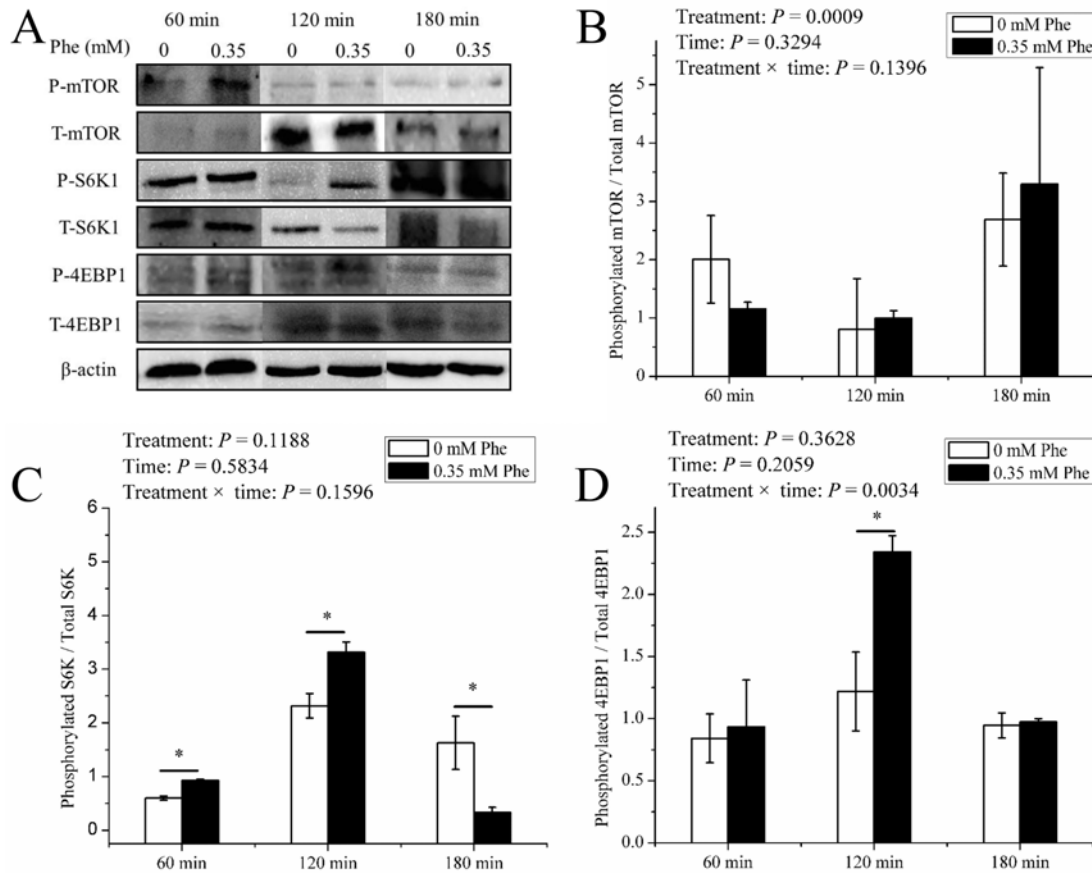 A
60 min 120 min 180 min
Phe (mM) 0 0.35 0 0.35 0 0.35
P-mTOR
T-mTOR
P-S6K1
T-S6K1
P-4EBP1
T-4EBP1
β-actin
B
Treatment: P = 0.0009
Time: P = 0.3294
Treatment × time: P = 0.1396
0 mM Phe
0.35 mM Phe
Phosphorylated mTOR / Total mTOR
5
4
3
2
1
0
60 min 120 min 180 min
C
Treatment: P = 0.1188
Time: P = 0.5834
Treatment × time: P = 0.1596
0 mM Phe
0.35 mM Phe
Phosphorylated S6K / Total S6K
6
5
4
3
2
1
0
* * *
60 min 120 min 180 min
D
Treatment: P = 0.3628
Time: P = 0.2059
Treatment × time: P = 0.0034
0 mM Phe
0.35 mM Phe
Phosphorylated 4EBP1 / Total 4EBP1
2.5
2.0
1.5
1.0
0.5
0.0
*
60 min 120 min 180 min